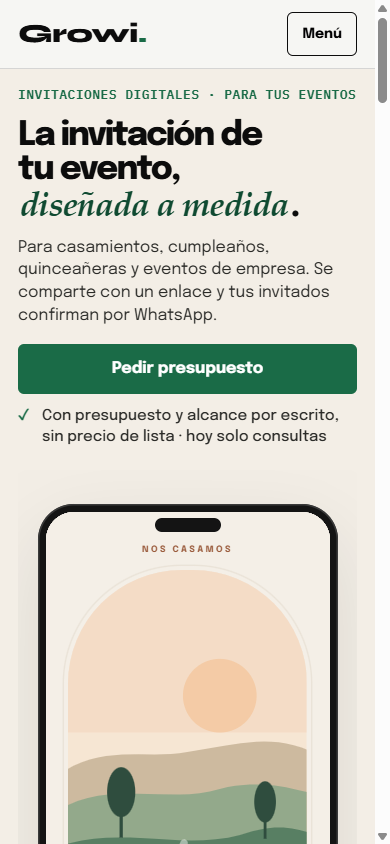 Growi.
Menú
INVITACIONES DIGITALES · PARA TUS EVENTOS
La invitación de
tu evento,
diseñada a medida.
Para casamientos, cumpleaños,
quinceañeras y eventos de empresa. Se
comparte con un enlace y tus invitados
confirman por WhatsApp.
Pedir presupuesto
✓ Con presupuesto y alcance por escrito,
sin precio de lista · hoy solo consultas
NOS CASAMOS